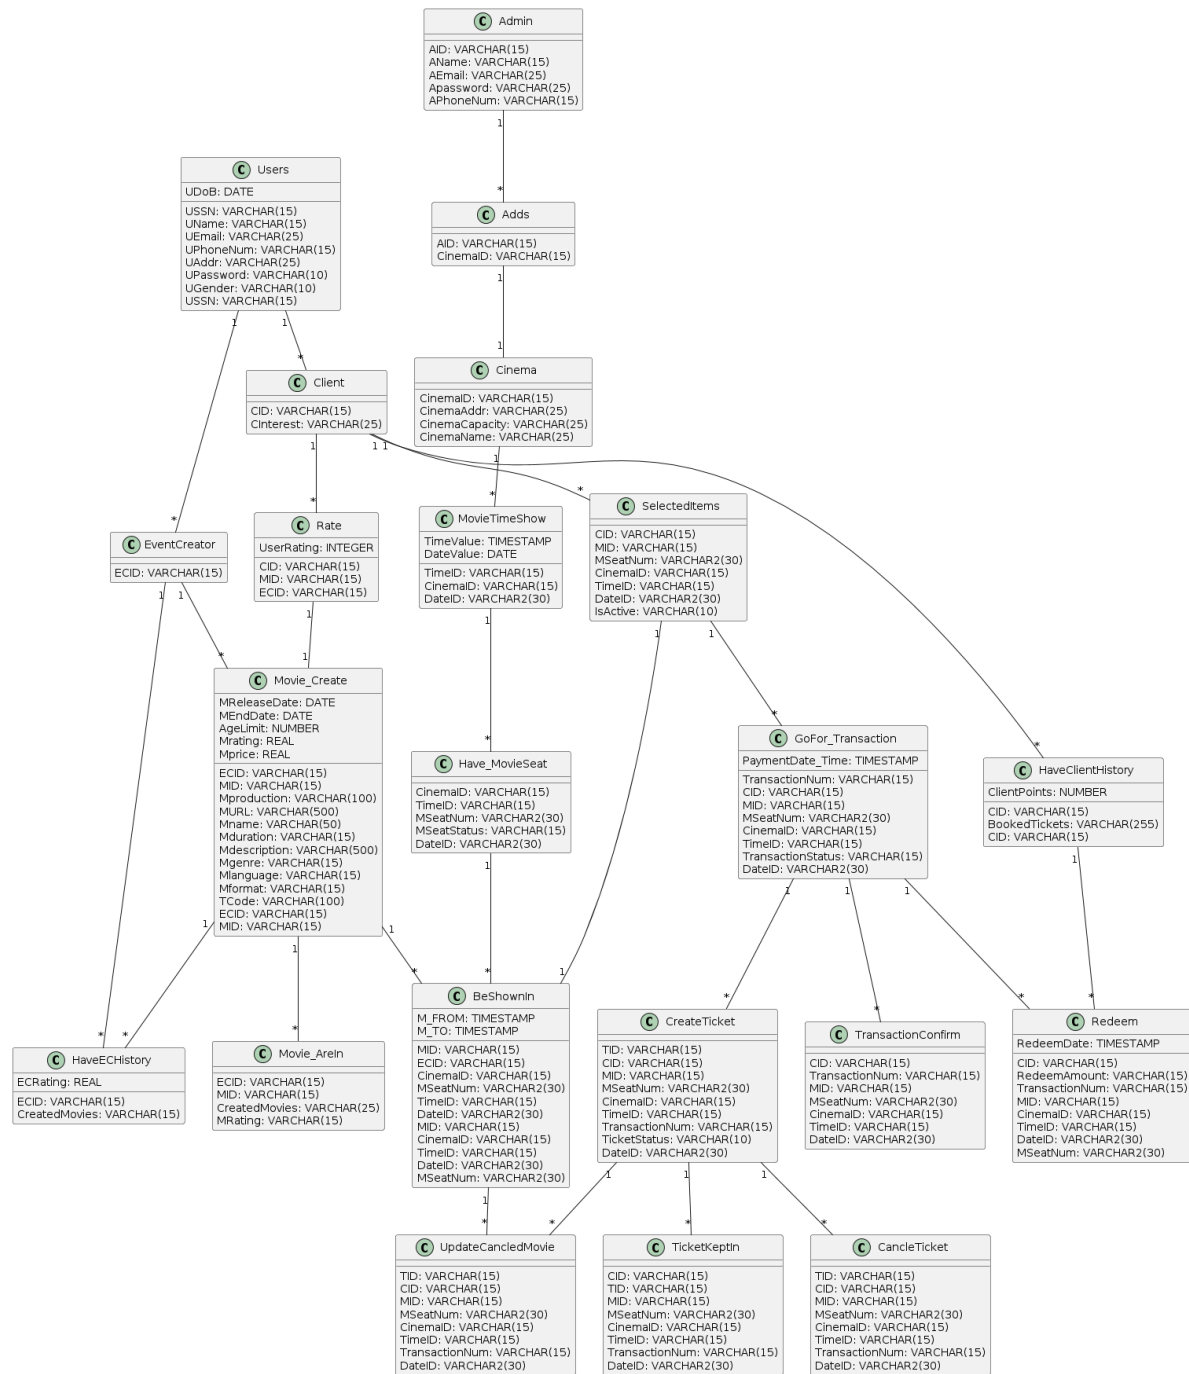 C Admin
AID: VARCHAR(15)
AName: VARCHAR(15)
AEmail: VARCHAR(25)
Apassword: VARCHAR(25)
APhoneNum: VARCHAR(15)
1
*
C Users
UDoB: DATE
USSN: VARCHAR(15)
UName: VARCHAR(15)
UEmail: VARCHAR(25)
UPhoneNum: VARCHAR(15)
UAddr: VARCHAR(25)
UPassword: VARCHAR(10)
UGender: VARCHAR(10)
USSN: VARCHAR(15)
1 1
*
*
C Adds
AID: VARCHAR(15)
CinemaID: VARCHAR(15)
1
1
C Client
CID: VARCHAR(15)
CInterest: VARCHAR(25)
1 1 1
*
*
*
C Cinema
CinemaID: VARCHAR(15)
CinemaAddr: VARCHAR(25)
CinemaCapacity: VARCHAR(25)
CinemaName: VARCHAR(25)
1
*
C EventCreator
ECID: VARCHAR(15)
1 1
*
*
C Rate
UserRating: INTEGER
CID: VARCHAR(15)
MID: VARCHAR(15)
ECID: VARCHAR(15)
1
1
C MovieTimeShow
TimeValue: TIMESTAMP
DateValue: DATE
TimeID: VARCHAR(15)
CinemaID: VARCHAR(15)
DateID: VARCHAR2(30)
1
*
C SelectedItems
CID: VARCHAR(15)
MID: VARCHAR(15)
MSeatNum: VARCHAR2(30)
CinemaID: VARCHAR(15)
TimeID: VARCHAR(15)
DateID: VARCHAR2(30)
IsActive: VARCHAR(10)
1 1
1
*
C Movie_Create
MReleaseDate: DATE
MEndDate: DATE
AgeLimit: NUMBER
Mrating: REAL
Mprice: REAL
ECID: VARCHAR(15)
MID: VARCHAR(15)
Mproduction: VARCHAR(100)
MURL: VARCHAR(500)
Mname: VARCHAR(50)
Mduration: VARCHAR(15)
Mdescription: VARCHAR(500)
Mgenre: VARCHAR(15)
Mlanguage: VARCHAR(15)
Mformat: VARCHAR(15)
TCode: VARCHAR(100)
ECID: VARCHAR(15)
MID: VARCHAR(15)
1 1 1
*
*
*
C Have_MovieSeat
CinemaID: VARCHAR(15)
TimeID: VARCHAR(15)
MSeatNum: VARCHAR2(30)
MSeatStatus: VARCHAR(15)
DateID: VARCHAR2(30)
1
*
C GoFor_Transaction
PaymentDate_Time: TIMESTAMP
TransactionNum: VARCHAR(15)
CID: VARCHAR(15)
MID: VARCHAR(15)
MSeatNum: VARCHAR2(30)
CinemaID: VARCHAR(15)
TimeID: VARCHAR(15)
TransactionStatus: VARCHAR(15)
DateID: VARCHAR2(30)
1 1 1
*
*
*
C HaveClientHistory
ClientPoints: NUMBER
CID: VARCHAR(15)
BookedTickets: VARCHAR(255)
CID: VARCHAR(15)
1
*
C HaveECHistory
ECRating: REAL
ECID: VARCHAR(15)
CreatedMovies: VARCHAR(15)
C Movie_AreIn
ECID: VARCHAR(15)
MID: VARCHAR(15)
CreatedMovies: VARCHAR(25)
MRating: VARCHAR(15)
C BeShownIn
M_FROM: TIMESTAMP
M_TO: TIMESTAMP
MID: VARCHAR(15)
ECID: VARCHAR(15)
CinemaID: VARCHAR(15)
MSeatNum: VARCHAR2(30)
TimeID: VARCHAR(15)
DateID: VARCHAR2(30)
MID: VARCHAR(15)
CinemaID: VARCHAR(15)
TimeID: VARCHAR(15)
DateID: VARCHAR2(30)
MSeatNum: VARCHAR2(30)
1
*
C CreateTicket
TID: VARCHAR(15)
CID: VARCHAR(15)
MID: VARCHAR(15)
MSeatNum: VARCHAR2(30)
CinemaID: VARCHAR(15)
TimeID: VARCHAR(15)
TransactionNum: VARCHAR(15)
TicketStatus: VARCHAR(10)
DateID: VARCHAR2(30)
1 1 1
*
*
*
C TransactionConfirm
CID: VARCHAR(15)
TransactionNum: VARCHAR(15)
MID: VARCHAR(15)
MSeatNum: VARCHAR2(30)
CinemaID: VARCHAR(15)
TimeID: VARCHAR(15)
DateID: VARCHAR2(30)
C Redeem
RedeemDate: TIMESTAMP
CID: VARCHAR(15)
RedeemAmount: VARCHAR(15)
TransactionNum: VARCHAR(15)
MID: VARCHAR(15)
CinemaID: VARCHAR(15)
TimeID: VARCHAR(15)
DateID: VARCHAR2(30)
MSeatNum: VARCHAR2(30)
C UpdateCancledMovie
TID: VARCHAR(15)
CID: VARCHAR(15)
MID: VARCHAR(15)
MSeatNum: VARCHAR2(30)
CinemaID: VARCHAR(15)
TimeID: VARCHAR(15)
TransactionNum: VARCHAR(15)
DateID: VARCHAR2(30)
C TicketKeptIn
CID: VARCHAR(15)
TID: VARCHAR(15)
MID: VARCHAR(15)
MSeatNum: VARCHAR2(30)
CinemaID: VARCHAR(15)
TimeID: VARCHAR(15)
TransactionNum: VARCHAR(15)
DateID: VARCHAR2(30)
C CancleTicket
TID: VARCHAR(15)
CID: VARCHAR(15)
MID: VARCHAR(15)
MSeatNum: VARCHAR2(30)
CinemaID: VARCHAR(15)
TimeID: VARCHAR(15)
TransactionNum: VARCHAR(15)
DateID: VARCHAR2(30)